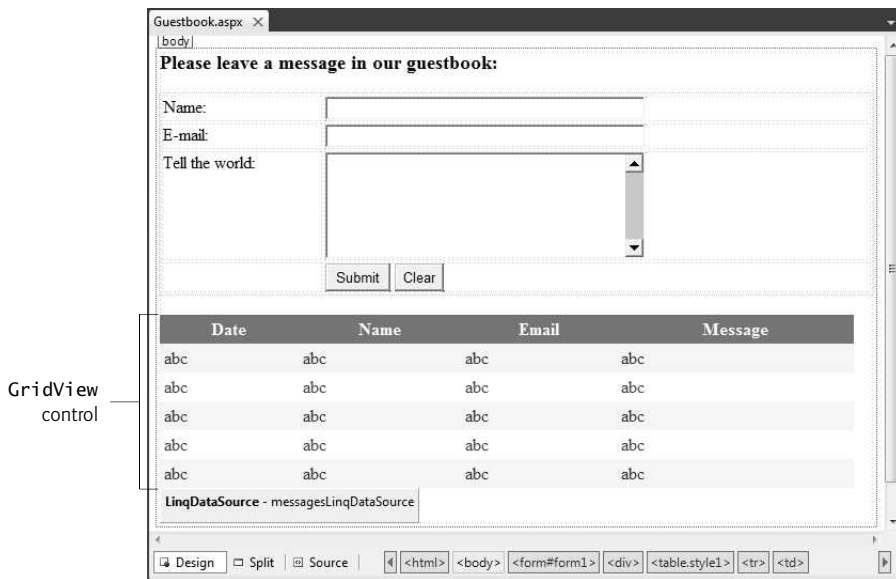 Guestbook.aspx ×
body
Please leave a message in our guestbook:
Name:
E-mail:
Tell the world:
Submit Clear
Date Name Email Message
abc abc abc abc
abc abc abc abc
GridView
control
abc abc abc abc
abc abc abc abc
abc abc abc abc
LinqDataSource - messagesLinqDataSource
Design Split Source <html> <body> <form#form1> <div> <table.style1> <tr> <td>